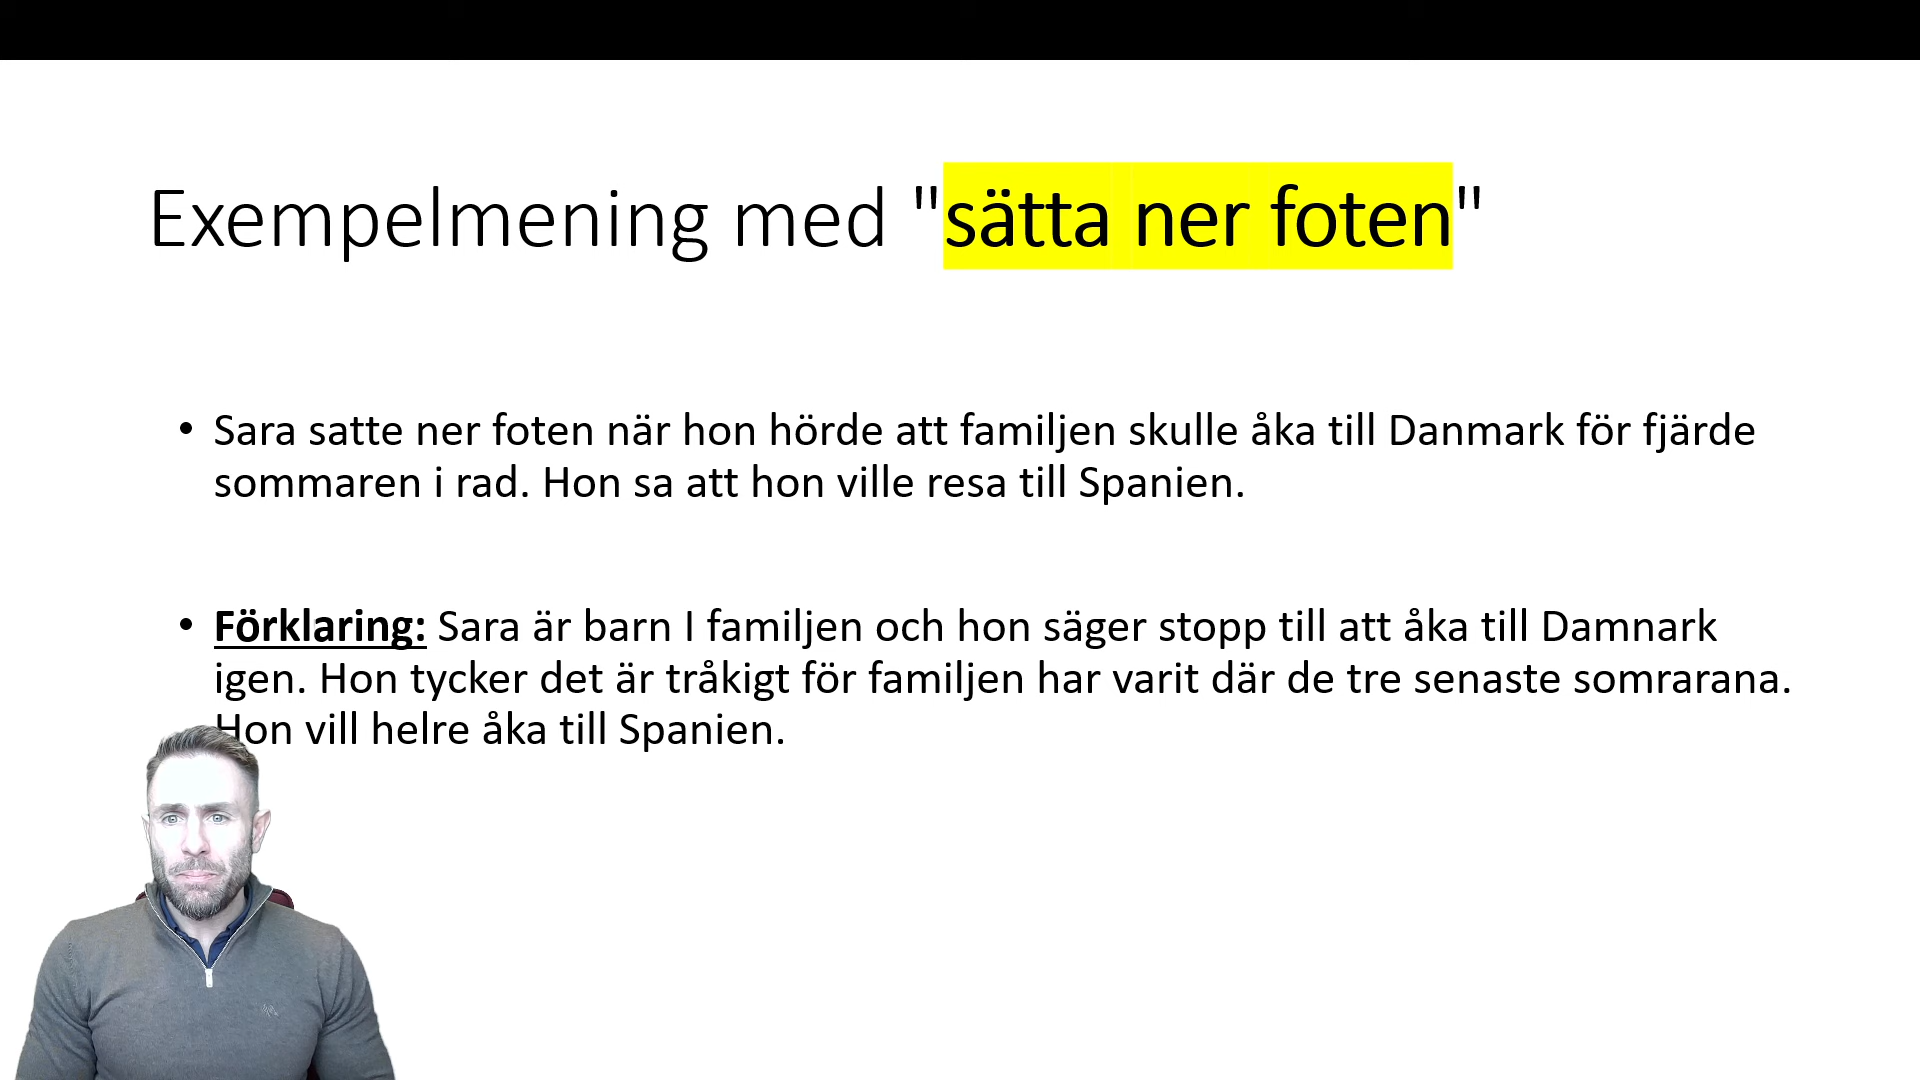 Exempelmening med "sätta ner foten"
• Sara satte ner foten när hon hörde att familjen skulle åka till Danmark för fjärde
sommaren i rad. Hon sa att hon ville resa till Spanien.
• Förklaring: Sara är barn I familjen och hon säger stopp till att åka till Damnark
igen. Hon tycker det är tråkigt för familjen har varit där de tre senaste somrarana.
Hon vill helre åka till Spanien.